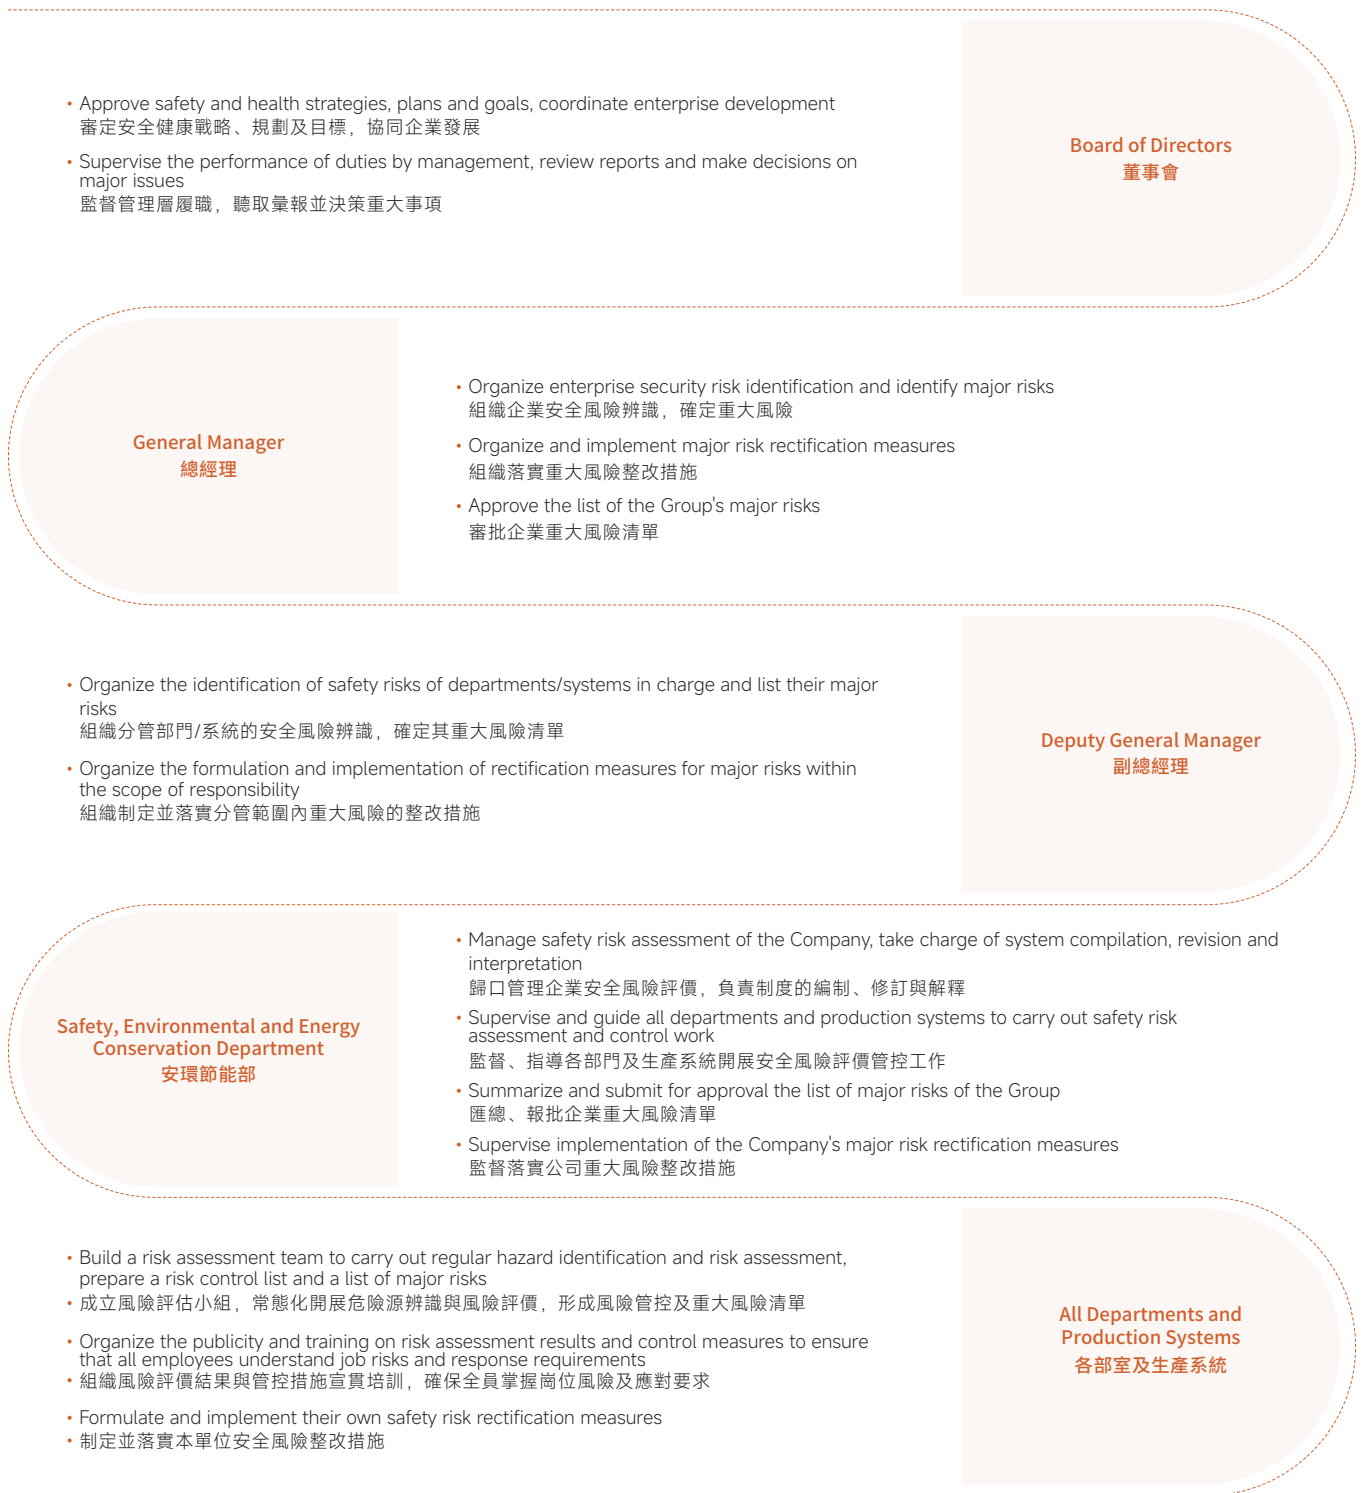 • Approve safety and health strategies, plans and goals, coordinate enterprise development
審定安全健康戰略、規劃及目標，協同企業發展
• Supervise the performance of duties by management, review reports and make decisions on
major issues
監督管理層履職，聽取彙報並決策重大事項
Board of Directors
董事會
General Manager
總經理
• Organize enterprise security risk identification and identify major risks
組織企業安全風險辨識，確定重大風險
• Organize and implement major risk rectification measures
組織落實重大風險整改措施
• Approve the list of the Group's major risks
審批企業重大風險清單
• Organize the identification of safety risks of departments/systems in charge and list their major
risks
組織分管部門/系統的安全風險辨識，確定其重大風險清單
• Organize the formulation and implementation of rectification measures for major risks within
the scope of responsibility
組織制定並落實分管範圍內重大風險的整改措施
Deputy General Manager
副總經理
Safety, Environmental and Energy
Conservation Department
安環節能部
• Manage safety risk assessment of the Company, take charge of system compilation, revision and
interpretation
歸口管理企業安全風險評價，負責制度的編制、修訂與解釋
• Supervise and guide all departments and production systems to carry out safety risk
assessment and control work
監督、指導各部門及生產系統開展安全風險評價管控工作
• Summarize and submit for approval the list of major risks of the Group
匯總、報批企業重大風險清單
• Supervise implementation of the Company's major risk rectification measures
監督落實公司重大風險整改措施
• Build a risk assessment team to carry out regular hazard identification and risk assessment,
prepare a risk control list and a list of major risks
• 成立風險評估小組，常態化開展危險源辨識與風險評價，形成風險管控及重大風險清單
• Organize the publicity and training on risk assessment results and control measures to ensure
that all employees understand job risks and response requirements
• 組織風險評價結果與管控措施宣貫培訓，確保全員掌握崗位風險及應對要求
• Formulate and implement their own safety risk rectification measures
• 制定並落實本單位安全風險整改措施
All Departments and
Production Systems
各部室及生產系統